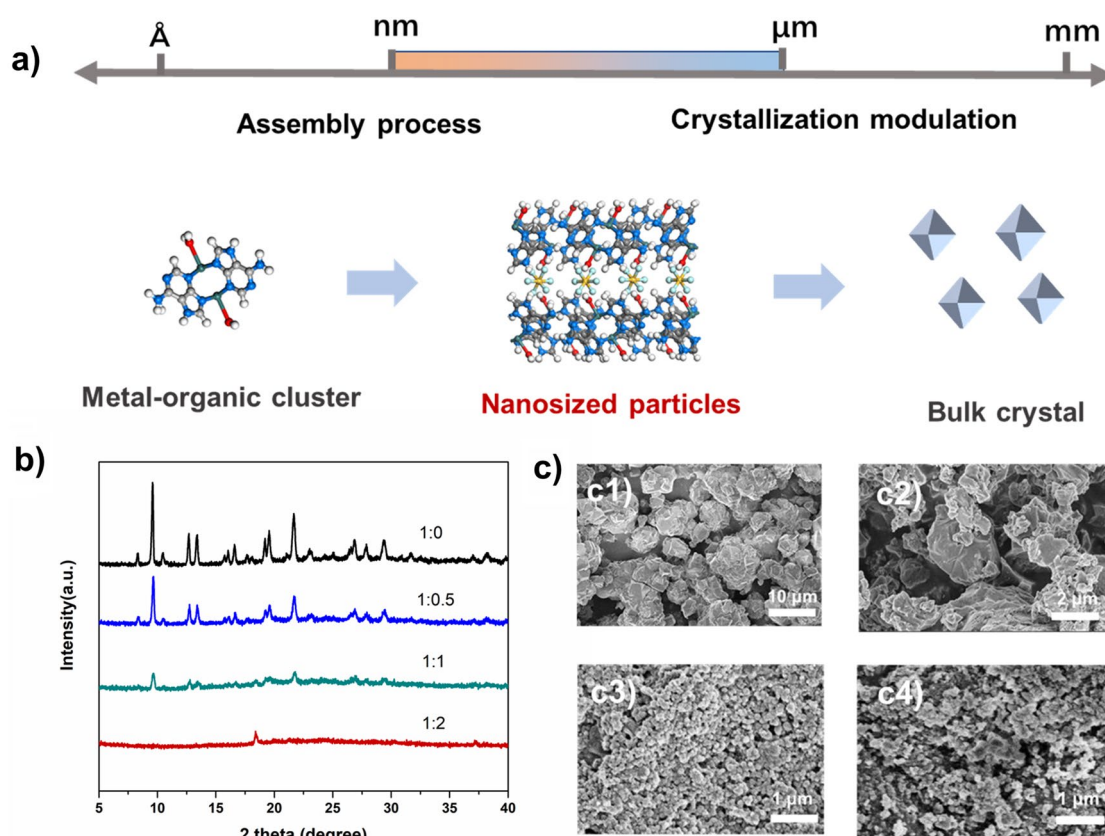 a)
Å
nm
μm
mm
Assembly process
Crystallization modulation
Metal-organic cluster
Nanosized particles
Bulk crystal
b)
Intensity(a.u.)
1:0
1:0.5
1:1
1:2
5 10 15 20 25 30 35 40
2 theta (degree)
c)
c1)
10 μm
c2)
2 μm
c3)
1 μm
c4)
1 μm